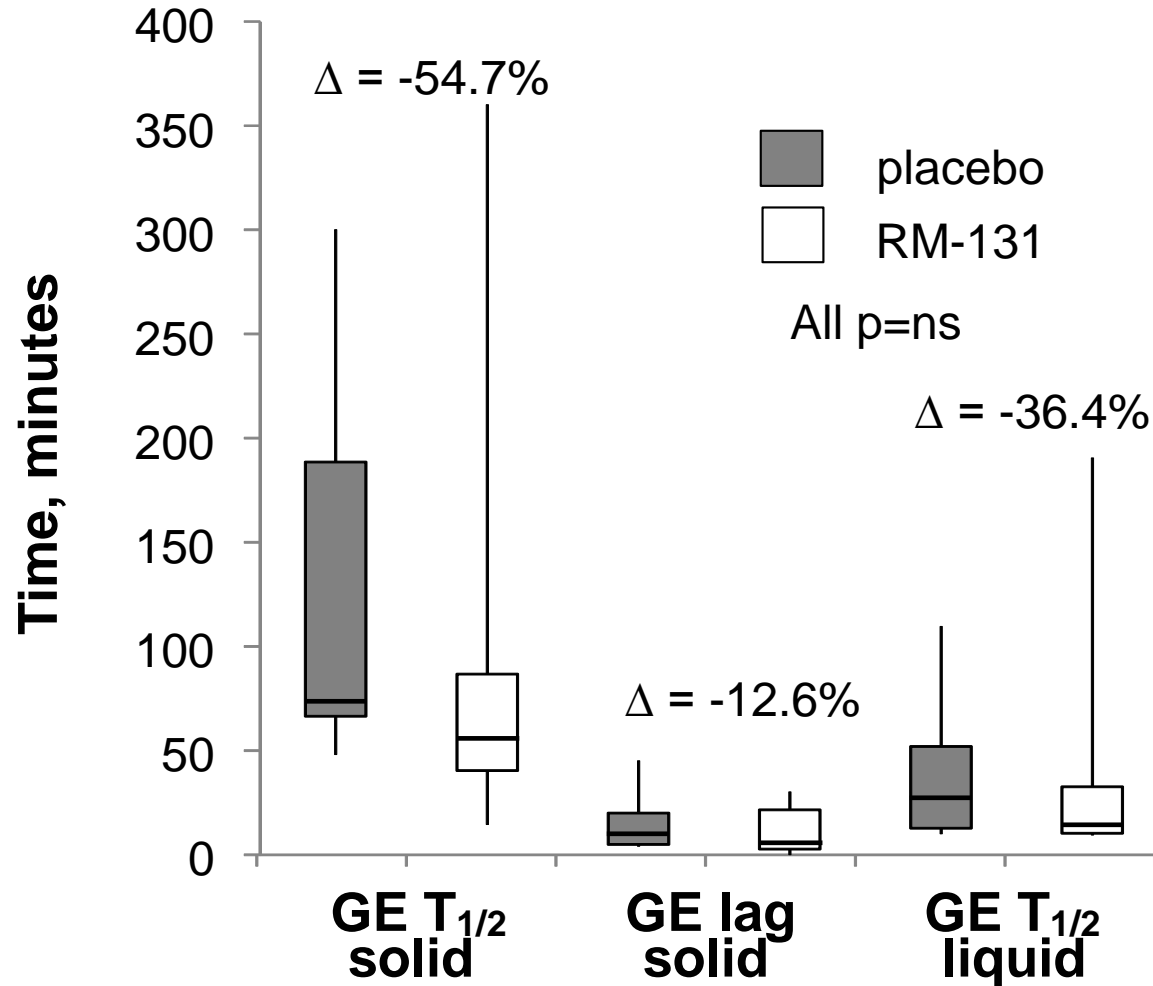 400
350
300
250
200
150
100
50
0
Time, minutes
Δ = -54.7%
placebo
RM-131
All p=ns
Δ = -36.4%
Δ = -12.6%
GE T1/2
solid
GE lag
solid
GE T1/2
liquid